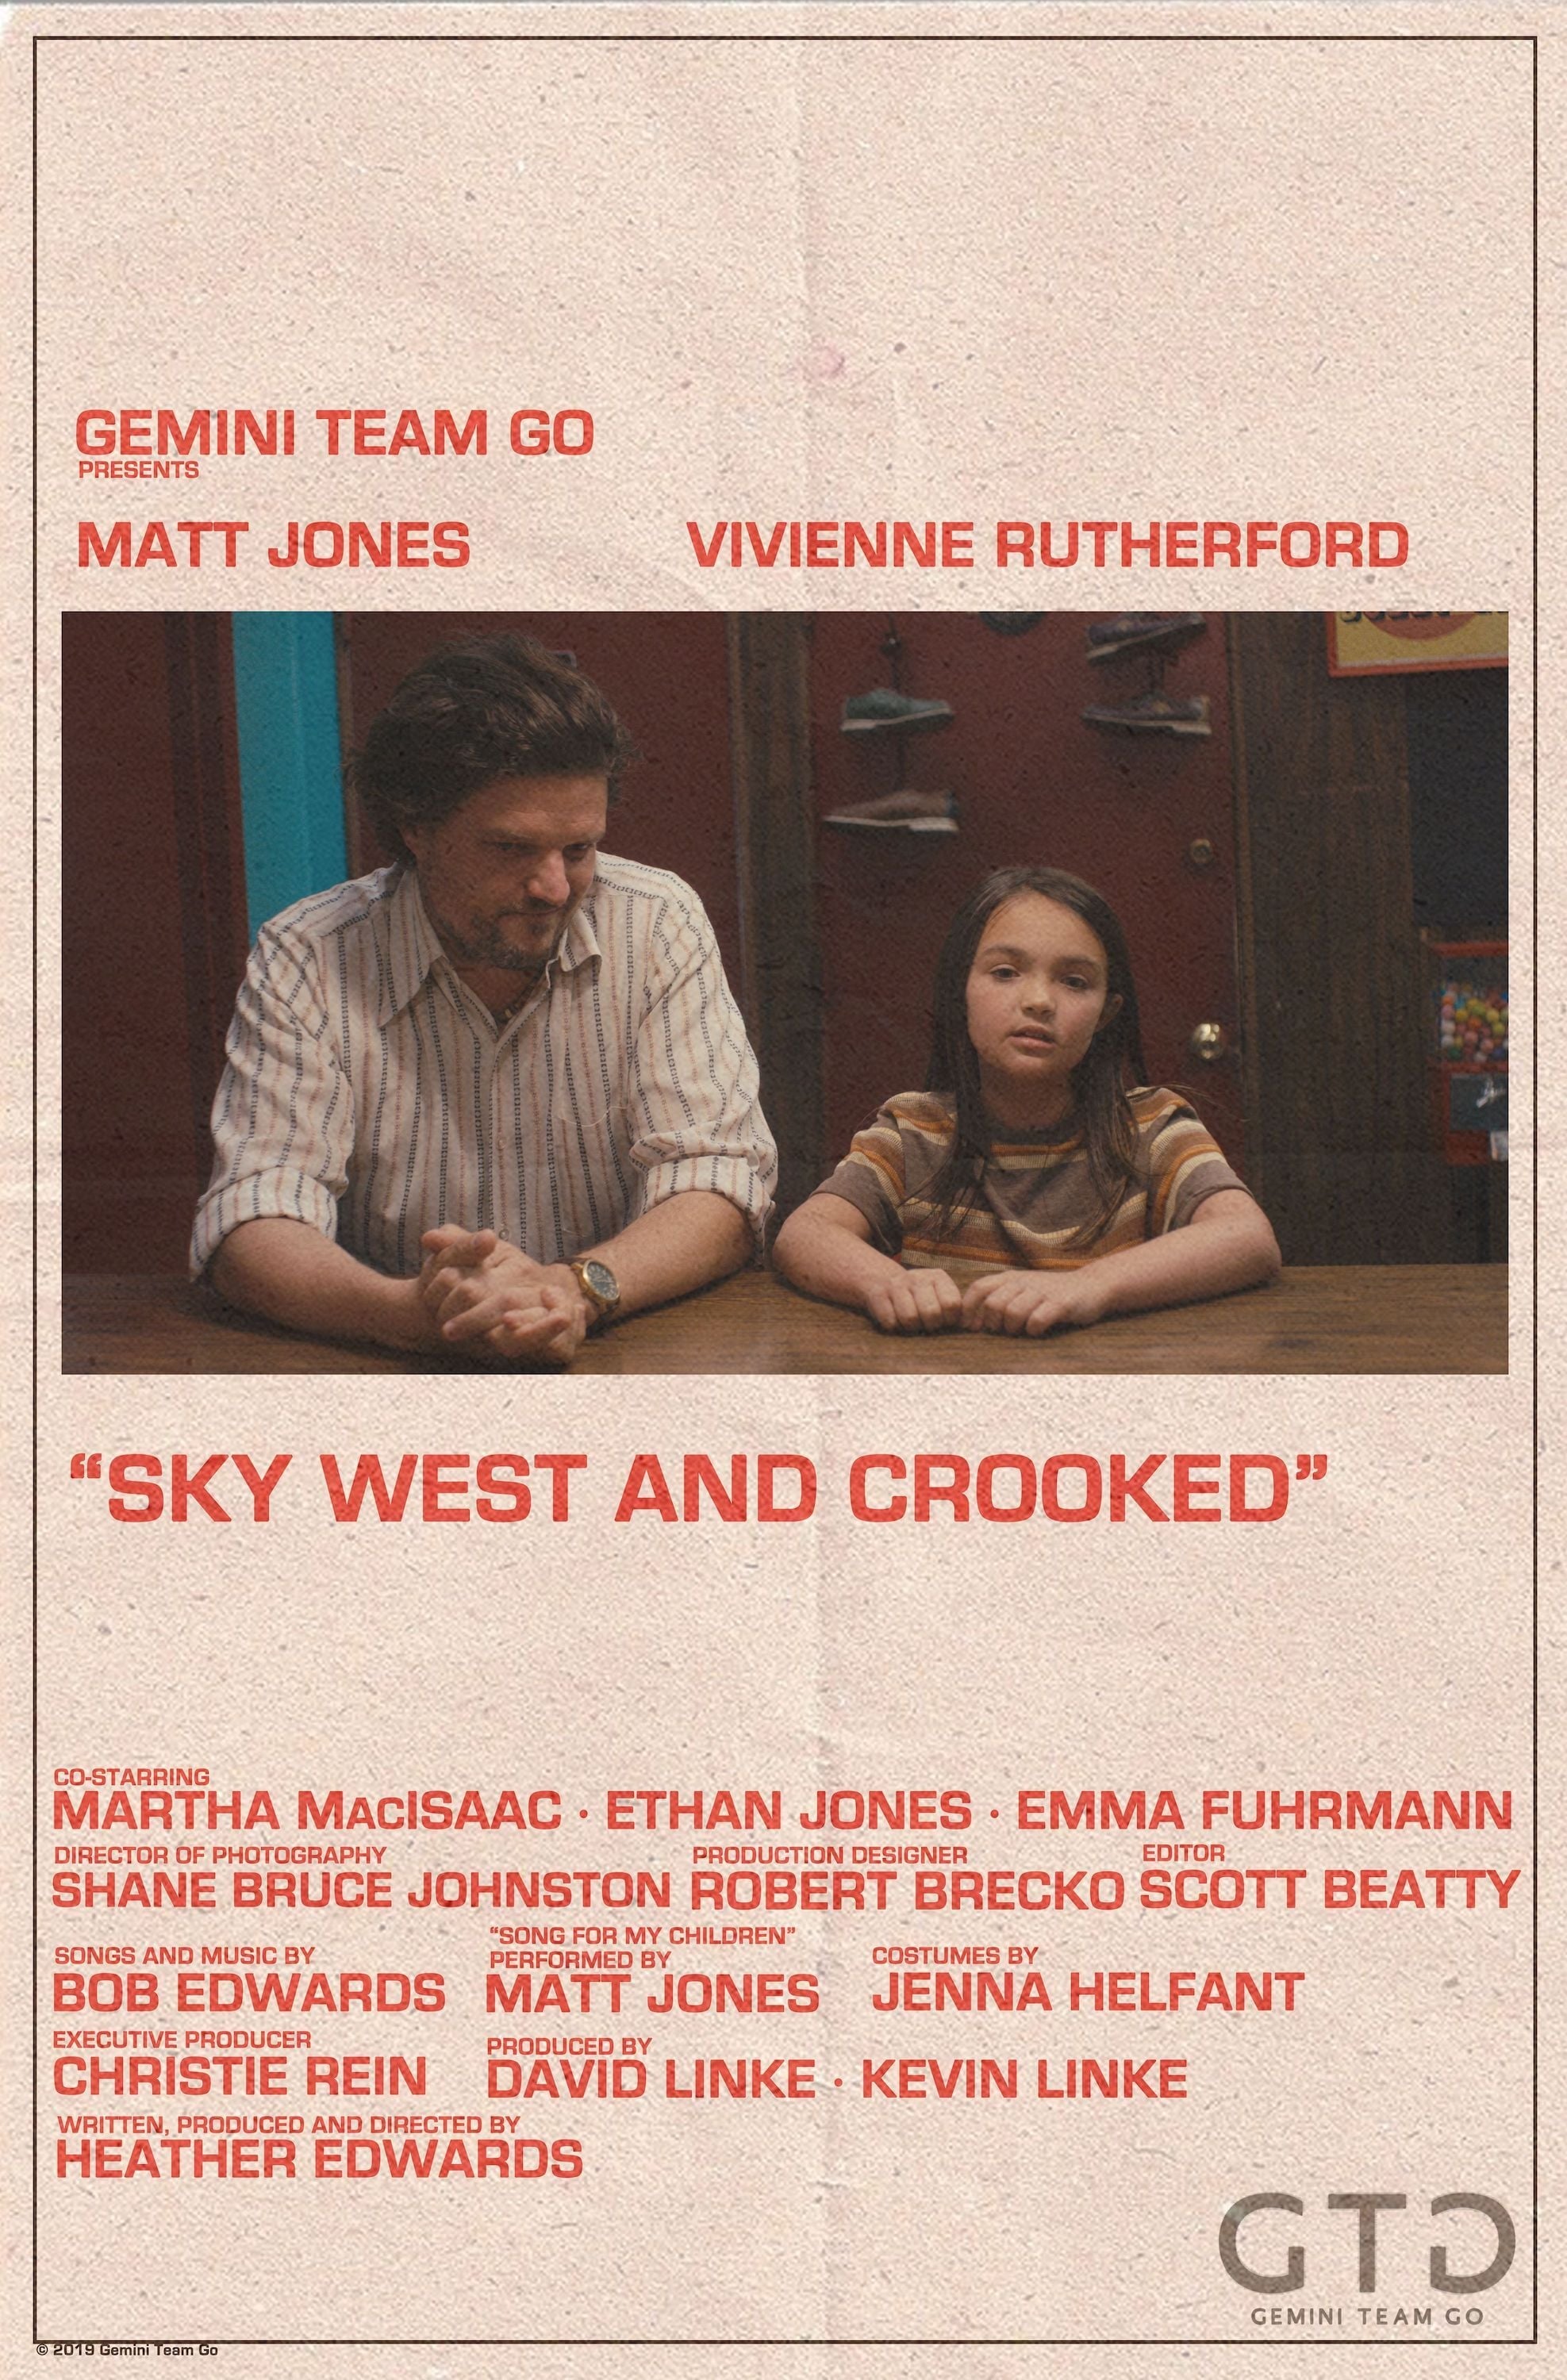 GEMINI TEAM GO
PRESENTS
MATT JONES VIVIENNE RUTHERFORD
“SKY WEST AND CROOKED”
CO-STARRING
MARTHA MacISAAC · ETHAN JONES · EMMA FUHRMANN
DIRECTOR OF PHOTOGRAPHY PRODUCTION DESIGNER EDITOR
SHANE BRUCE JOHNSTON ROBERT BRECKO SCOTT BEATTY
“SONG FOR MY CHILDREN”
SONGS AND MUSIC BY PERFORMED BY COSTUMES BY
BOB EDWARDS MATT JONES JENNA HELFANT
EXECUTIVE PRODUCER PRODUCED BY
CHRISTIE REIN DAVID LINKE · KEVIN LINKE
WRITTEN, PRODUCED AND DIRECTED BY
HEATHER EDWARDS
GTG
GEMINI TEAM GO
© 2019 Gemini Team Go